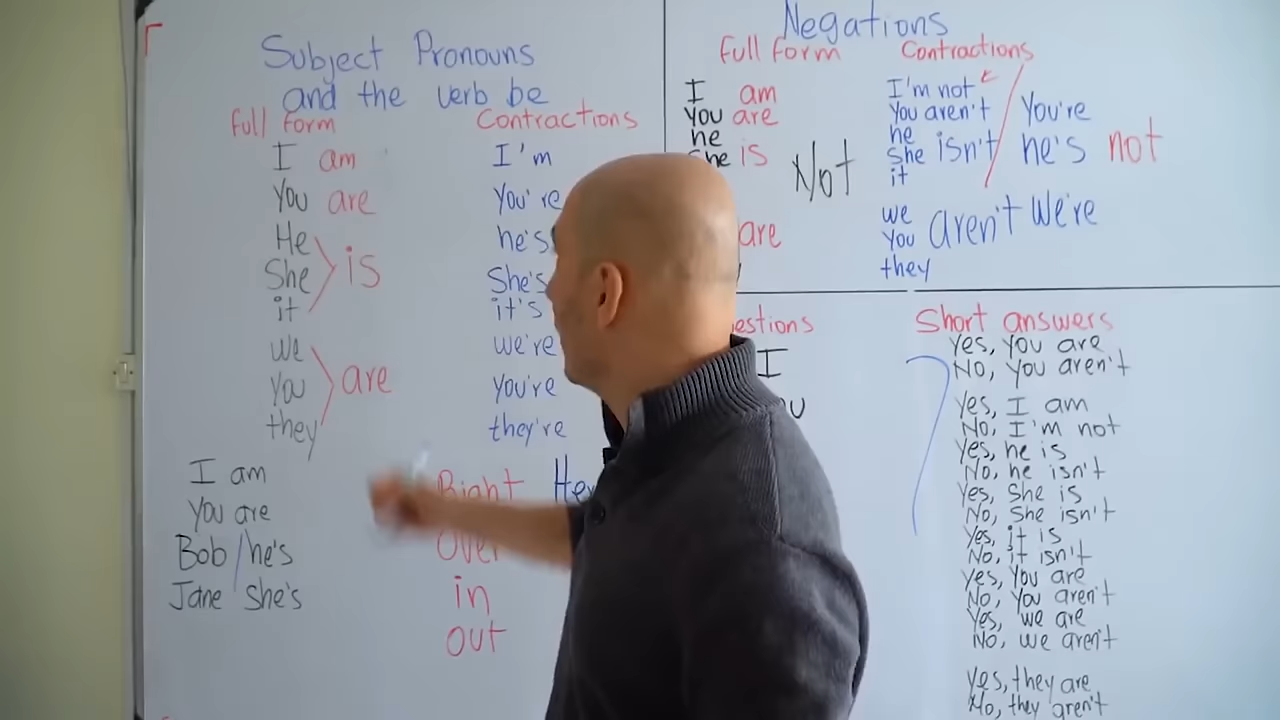 Subject Pronouns
and the verb be
full form
Contractions
I am
I'm
You are
You're
He
he's
She
is
She's
it
it's
we
we're
You
are
You're
they
they're
I am
You are
Bob / he's
Jane she's
Right
over
in
out
Negations
full form
Contractions
I am
You are
he
she is
Not
are
I'm not
You aren't
he
she isn't
it
You're
he's not
we
You aren't
they
We're
I
Short answers
Yes, You are
No, You aren't
Yes, I am
No, I'm not
Yes, he is
No, he isn't
Yes, she is
No, she isn't
Yes, it is
No, it isn't
Yes, You are
No, You aren't
Yes, we are
No, we aren't
Yes, they are
No, they aren't